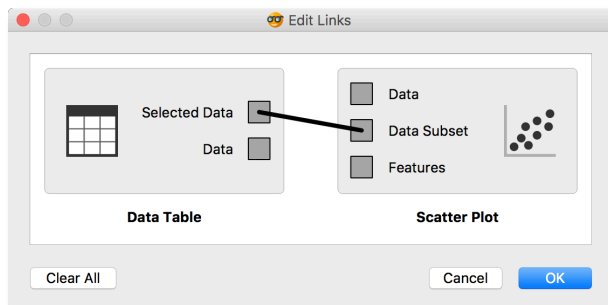 Edit Links
Selected Data
Data
Data
Data Subset
Features
Data Table
Scatter Plot
Clear All
Cancel
OK